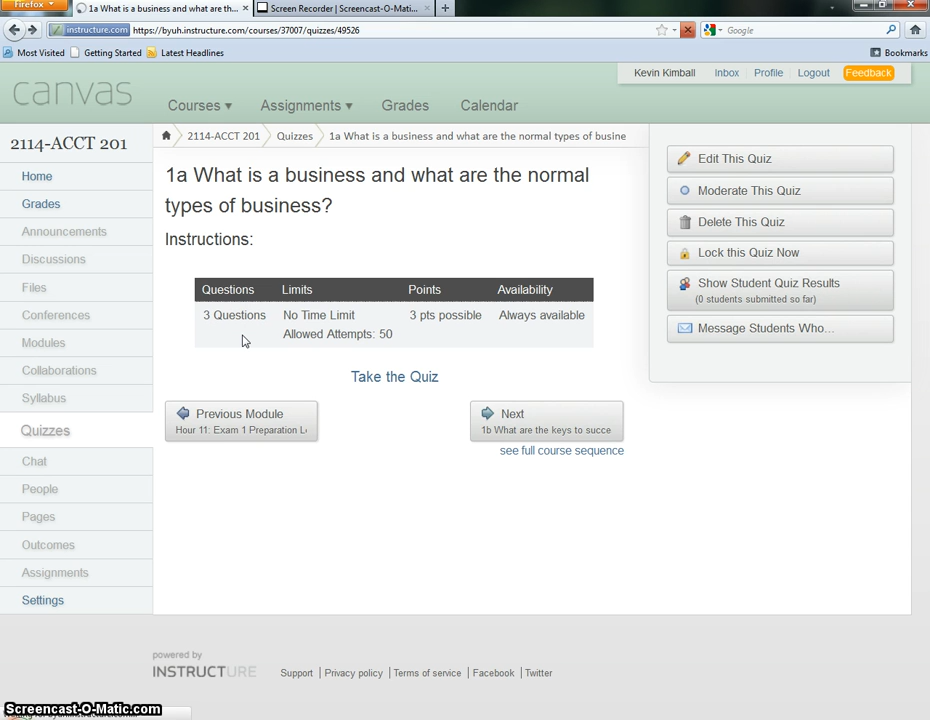 Firefox
1a What is a business and what are th...
Screen Recorder | Screencast-O-Mati...
instructure.com https://byuh.instructure.com/courses/37007/quizzes/49526
Google
Most Visited Getting Started Latest Headlines Bookmarks
Kevin Kimball Inbox Profile Logout Feedback
canvas
Courses Assignments Grades Calendar
2114-ACCT 201
2114-ACCT 201 Quizzes 1a What is a business and what are the normal types of busine
Home
Grades
Announcements
Discussions
Files
Conferences
Modules
Collaborations
Syllabus
Quizzes
Chat
People
Pages
Outcomes
Assignments
Settings
1a What is a business and what are the normal
types of business?
Instructions:
Questions Limits Points Availability
3 Questions No Time Limit 3 pts possible Always available
Allowed Attempts: 50
Take the Quiz
Previous Module
Hour 11: Exam 1 Preparation L
Next
1b What are the keys to succe
see full course sequence
Edit This Quiz
Moderate This Quiz
Delete This Quiz
Lock this Quiz Now
Show Student Quiz Results
(0 students submitted so far)
Message Students Who...
powered by
INSTRUCTURE
Support Privacy policy Terms of service Facebook Twitter
Screencast-O-Matic.com